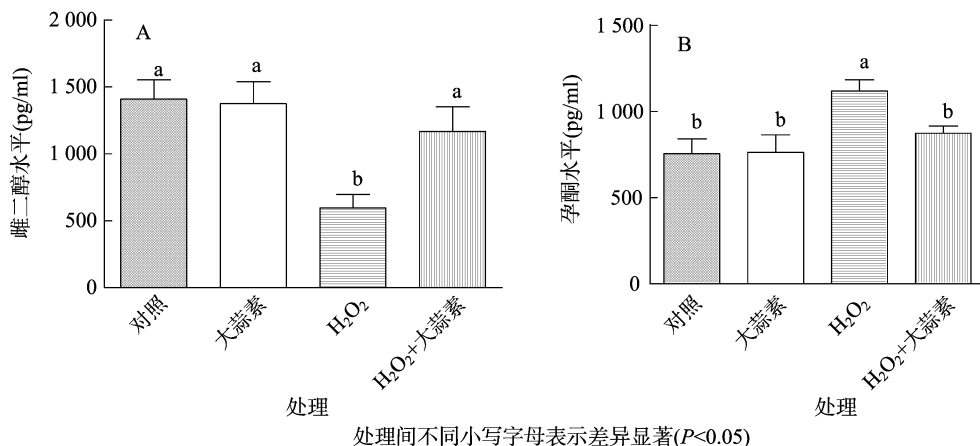 A
雌二醇水平(pg/ml)
2 000
1 500
1 000
500
0
a
a
b
a
对照
大蒜素
H₂O₂
H₂O₂+大蒜素
处理
B
孕酮水平(pg/ml)
1 500
1 000
500
0
b
b
a
b
对照
大蒜素
H₂O₂
H₂O₂+大蒜素
处理
处理间不同小写字母表示差异显著(P<0.05)